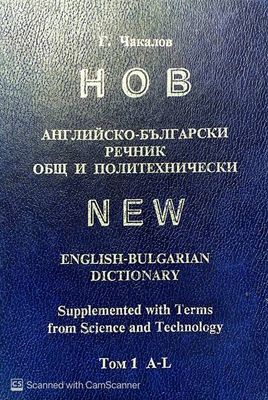 Г. Чакалов
НОВ
АНГЛИЙСКО-БЪЛГАРСКИ
РЕЧНИК
ОБЩ И ПОЛИТЕХНИЧЕСКИ
NEW
ENGLISH-BULGARIAN
DICTIONARY
Supplemented with Terms
from Science and Technology
Том 1 A-L
CS Scanned with CamScanner